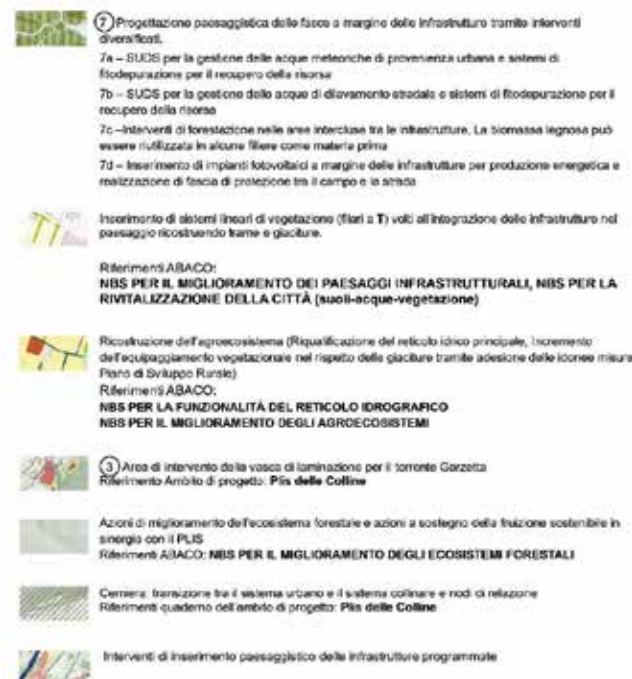 7 Progettazione paesaggistica delle fasce a margine delle infrastrutture tramite interventi
diversificati.
7a – SUDS per la gestione delle acque meteoriche di provenienza urbana e sistemi di
fitodepurazione per il recupero della risorsa
7b – SUDS per la gestione delle acque di dilavamento stradale e sistemi di fitodepurazione per il
recupero della risorsa
7c –Interventi di forestazione nelle aree intercluse tra le infrastrutture. La biomassa legnosa può
essere riutilizzata in alcune filiere come materia prima
7d – Inserimento di impianti fotovoltaici a margine delle infrastrutture per produzione energetica e
realizzazione di fascia di protezione tra il campo e la strada
Inserimento di sistemi lineari di vegetazione (filari a T) volti all'integrazione delle infrastrutture nel
paesaggio ricostruendo trame e giaciture.
Riferimenti ABACO:
NBS PER IL MIGLIORAMENTO DEI PAESAGGI INFRASTRUTTURALI, NBS PER LA
RIVITALIZZAZIONE DELLA CITTÀ (suoli-acque-vegetazione)
Ricostruzione dell'agroecosistema (Riqualificazione del reticolo idrico principale, Incremento
dell'equipaggiamento vegetazionale nel rispetto delle giaciture tramite adesione delle idonee misure
Piano di Sviluppo Rurale)
Riferimenti ABACO:
NBS PER LA FUNZIONALITÀ DEL RETICOLO IDROGRAFICO
NBS PER IL MIGLIORAMENTO DEGLI AGROECOSISTEMI
3 Area di intervento della vasca di laminazione per il torrente Garzetta
Riferimento Ambito di progetto: Plis delle Colline
Azioni di miglioramento dell'ecosistema forestale e azioni a sostegno della fruizione sostenibile in
sinergia con il PLIS
Riferimenti ABACO: NBS PER IL MIGLIORAMENTO DEGLI ECOSISTEMI FORESTALI
Cerniera: transizione tra il sistema urbano e il sistema collinare e nodi di relazione
Riferimenti quaderno dell'ambito di progetto: Plis delle Colline
Interventi di inserimento paesaggistico delle infrastrutture programmate